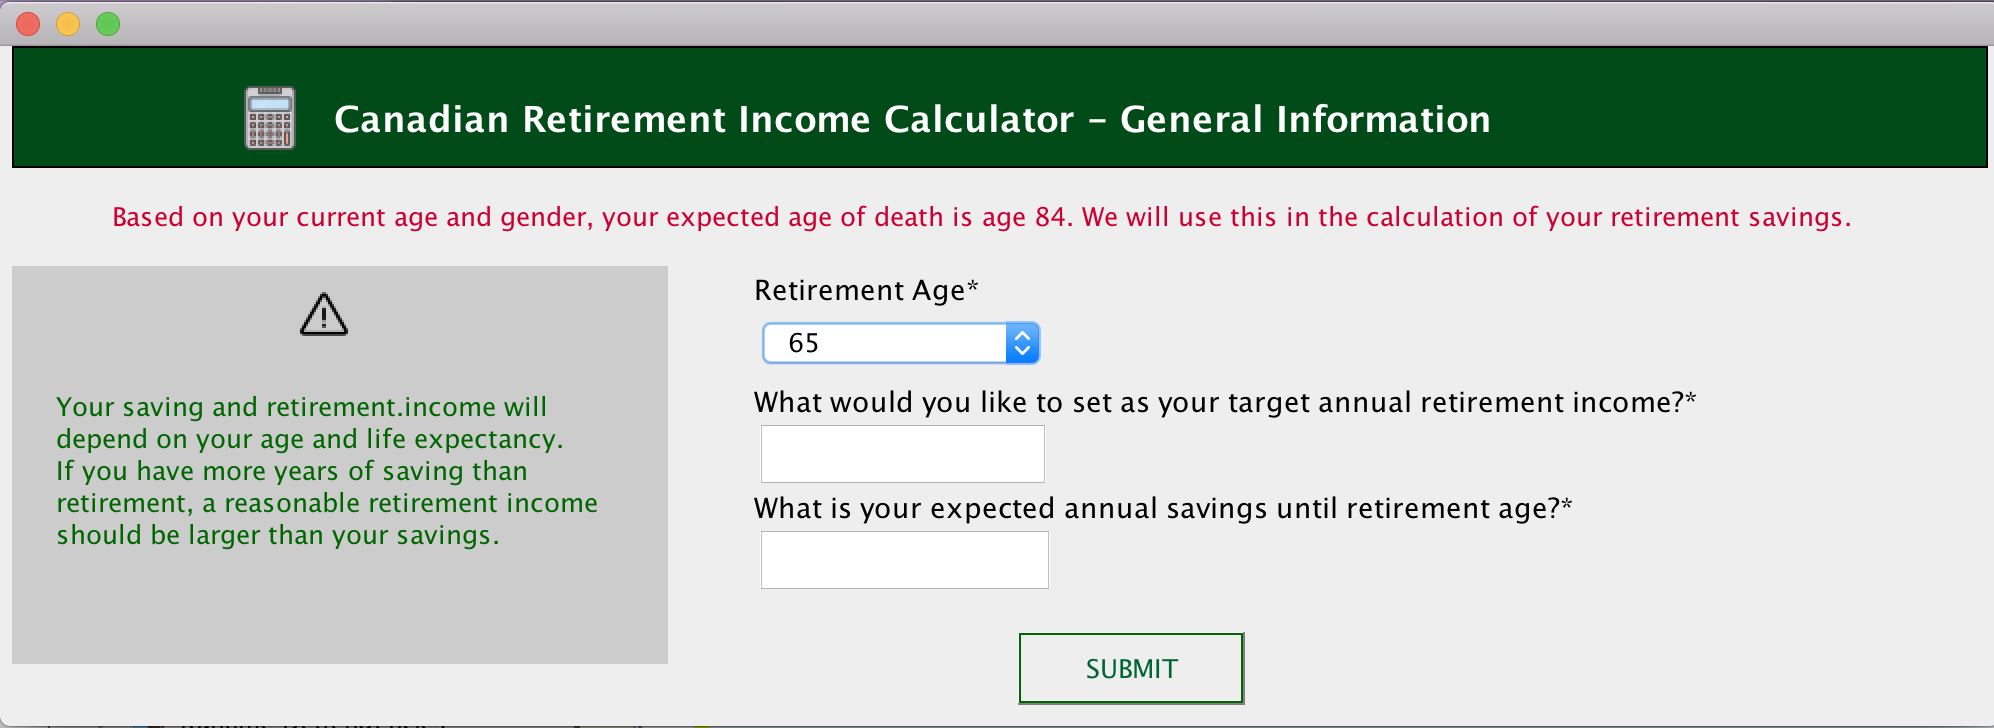 Canadian Retirement Income Calculator – General Information
Based on your current age and gender, your expected age of death is age 84. We will use this in the calculation of your retirement savings.
Your saving and retirement.income will
depend on your age and life expectancy.
If you have more years of saving than
retirement, a reasonable retirement income
should be larger than your savings.
Retirement Age*
65
What would you like to set as your target annual retirement income?*
What is your expected annual savings until retirement age?*
SUBMIT